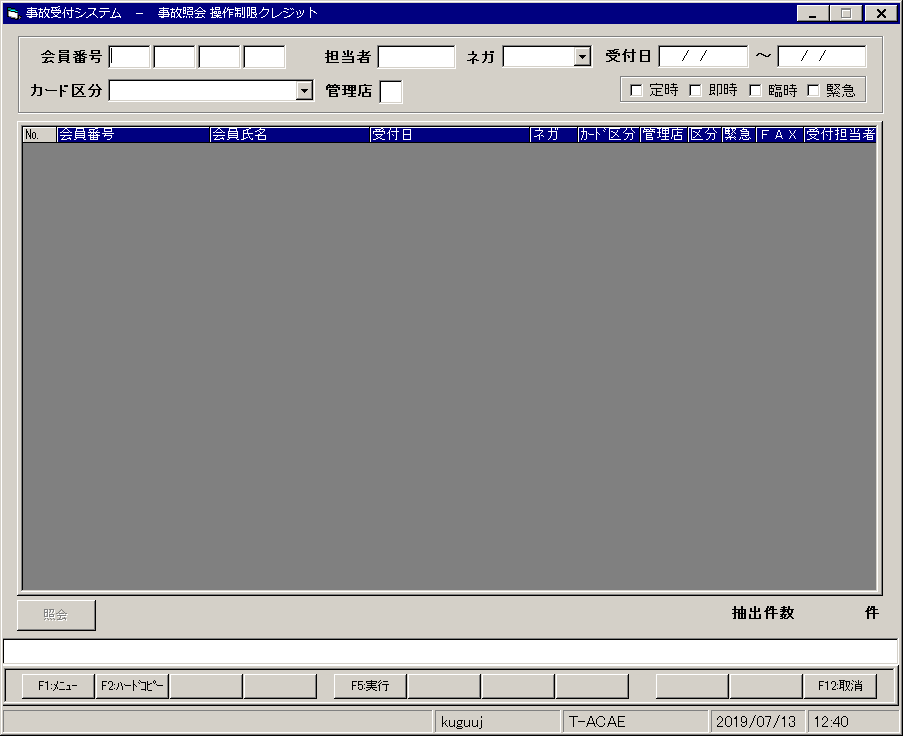 事故受付システム － 事故照会 操作制限クレジット
会員番号 担当者 ネガ 受付日 / / ～ / /
カード区分 管理店 定時 即時 臨時 緊急
No. 会員番号 会員氏名 受付日 ネガ ｶｰﾄﾞ区分 管理店 区分 緊急 ＦＡＸ 受付担当者
照会 抽出件数 件
F1:ﾒﾆｭｰ F2:ﾊｰﾄﾞｺﾋﾟｰ F5:実行 F12:取消
kuguuj T-ACAE 2019/07/13 12:40